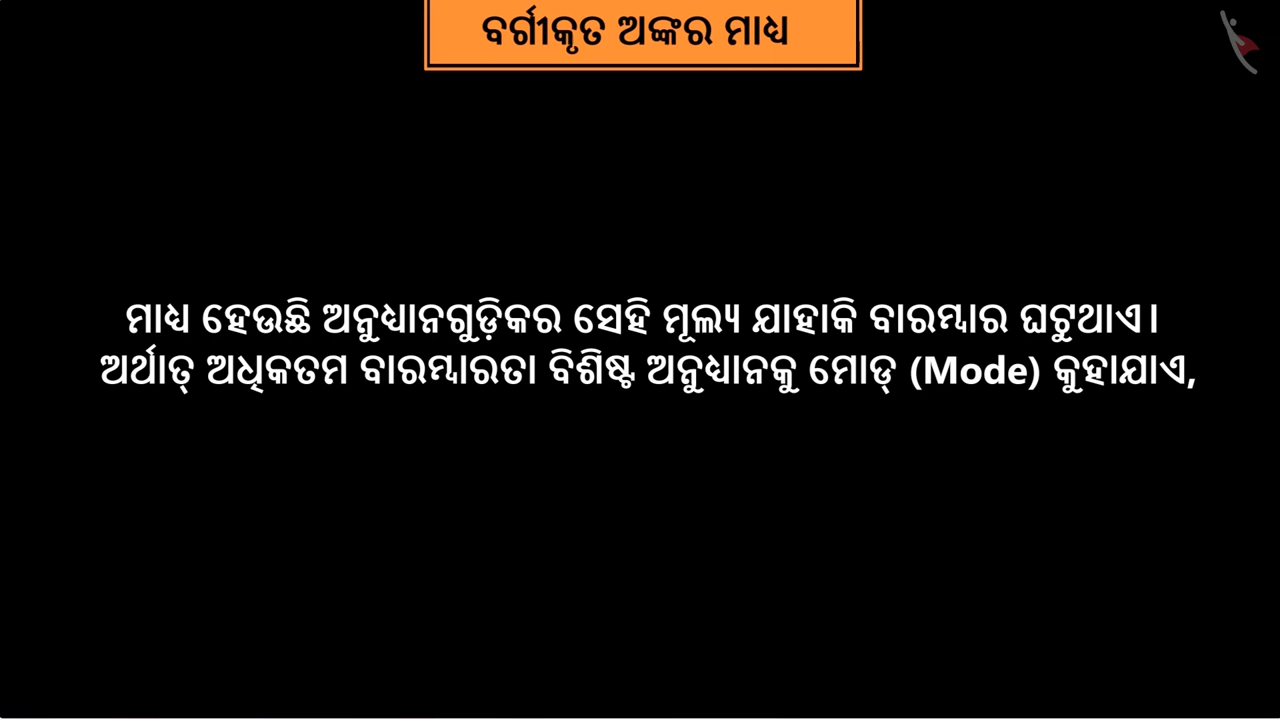 ବର୍ଗୀକୃତ ଅଙ୍କର ମାଧ୍ୟ
ମାଧ୍ୟ ହେଉଛି ଅନୁଧ୍ୟାନଗୁଡ଼ିକର ସେହି ମୂଲ୍ୟ ଯାହାକି ବାରମ୍ବାର ଘଟୁଥାଏ।
ଅର୍ଥାତ୍ ଅଧିକତମ ବାରମ୍ବାରତା ବିଶିଷ୍ଟ ଅନୁଧ୍ୟାନକୁ ମୋଡ୍ (Mode) କୁହାଯାଏ,